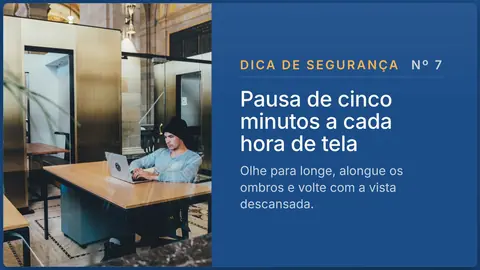 DICA DE SEGURANÇA Nº 7
Pausa de cinco
minutos a cada
hora de tela
Olhe para longe, alongue os
ombros e volte com a vista
descansada.